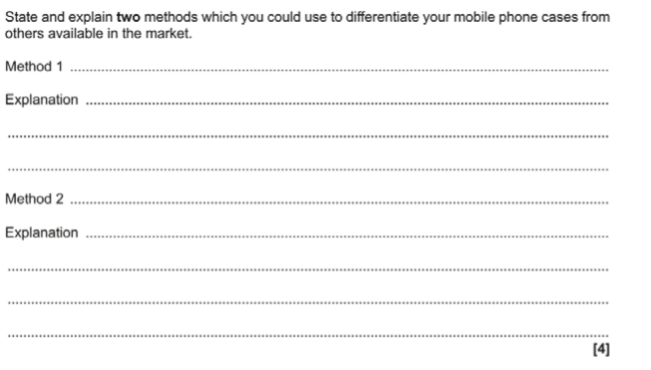 State and explain two methods which you could use to differentiate your mobile phone cases from
others available in the market.
Method 1 ................................................................
Explanation ................................................................
................................................................
................................................................
Method 2 ................................................................
Explanation ................................................................
................................................................
................................................................
................................................................
[4]